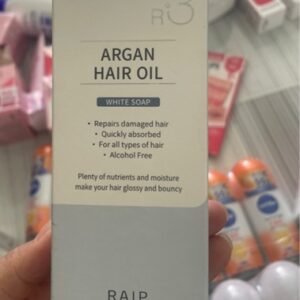 R3
ARGAN
HAIR OIL
WHITE SOAP
• Repairs damaged hair
• Quickly absorbed
• For all types of hair
• Alcohol Free
Plenty of nutrients and moisture
make your hair glossy and bouncy
RAIP